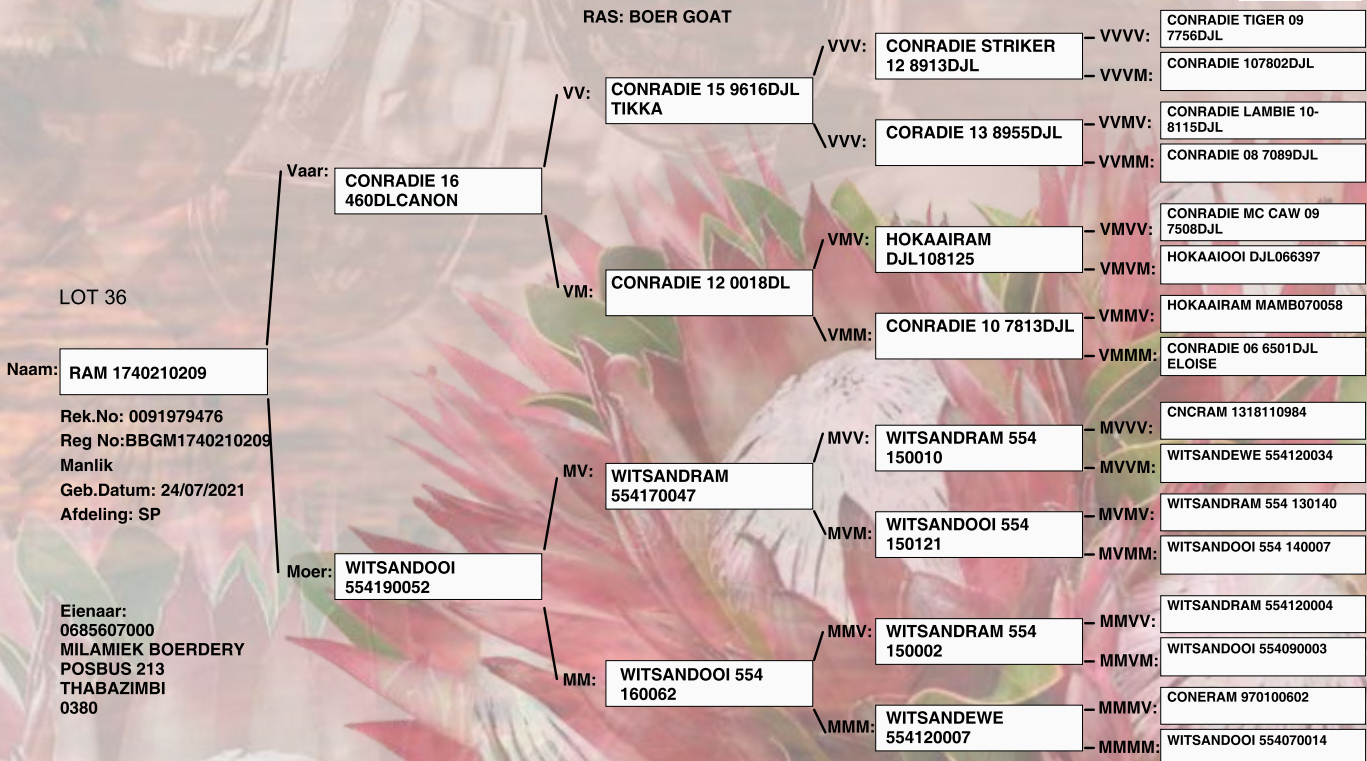 RAS: BOER GOAT
LOT 36
Naam:
RAM 1740210209
Rek.No: 0091979476
Reg No:BBGM1740210209
Manlik
Geb.Datum: 24/07/2021
Afdeling: SP
Eienaar:
0685607000
MILAMIEK BOERDERY
POSBUS 213
THABAZIMBI
0380
Vaar:
CONRADIE 16
460DLCANON
Moer:
WITSANDOOI
554190052
VV:
CONRADIE 15 9616DJL
TIKKA
VM:
CONRADIE 12 0018DL
MV:
WITSANDRAM
554170047
MM:
WITSANDOOI 554
160062
VVV:
CONRADIE STRIKER
12 8913DJL
VVV:
CORADIE 13 8955DJL
VMV:
HOKAAIRAM
DJL108125
VMM:
CONRADIE 10 7813DJL
MVV:
WITSANDRAM 554
150010
MVM:
WITSANDOOI 554
150121
MMV:
WITSANDRAM 554
150002
MMM:
WITSANDEWE
554120007
VVVV:
CONRADIE TIGER 09
7756DJL
VVVM:
CONRADIE 107802DJL
VVMV:
CONRADIE LAMBIE 10-
8115DJL
VVMM:
CONRADIE 08 7089DJL
VMVV:
CONRADIE MC CAW 09
7508DJL
VMVM:
HOKAAIOOI DJL066397
VMMV:
HOKAAIRAM MAMB070058
VMMM:
CONRADIE 06 6501DJL
ELOISE
MVVV:
CNCRAM 1318110984
MVVM:
WITSANDEWE 554120034
MVMV:
WITSANDRAM 554 130140
MVMM:
WITSANDOOI 554 140007
MMVV:
WITSANDRAM 554120004
MMVM:
WITSANDOOI 554090003
MMMV:
CONERAM 970100602
MMMM:
WITSANDOOI 554070014